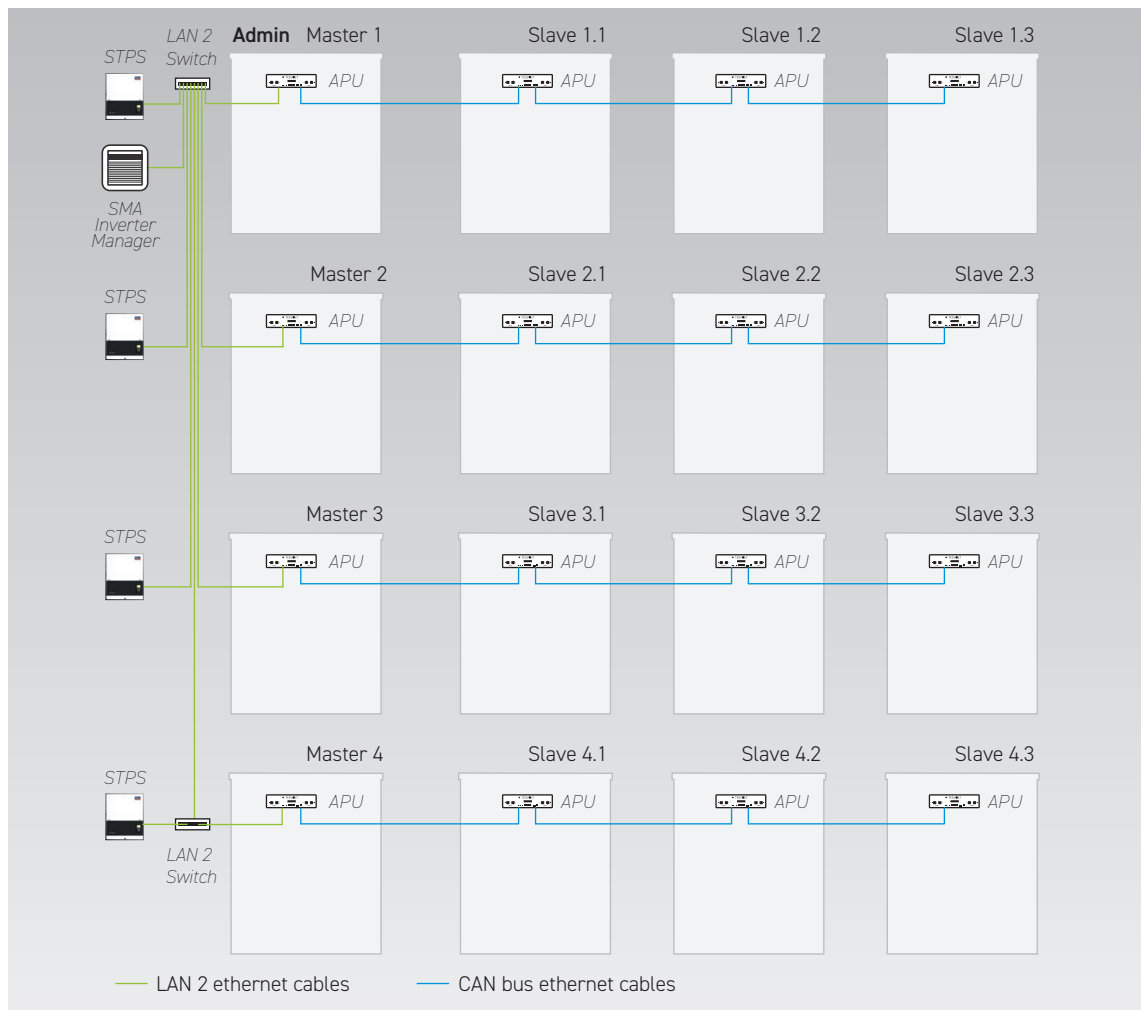 LAN 2
Switch
Admin Master 1
Slave 1.1
Slave 1.2
Slave 1.3
STPS
APU
APU
APU
APU
SMA
Inverter
Manager
Master 2
Slave 2.1
Slave 2.2
Slave 2.3
STPS
APU
APU
APU
APU
Master 3
Slave 3.1
Slave 3.2
Slave 3.3
STPS
APU
APU
APU
APU
Master 4
Slave 4.1
Slave 4.2
Slave 4.3
STPS
APU
APU
APU
APU
LAN 2
Switch
LAN 2 ethernet cables
CAN bus ethernet cables